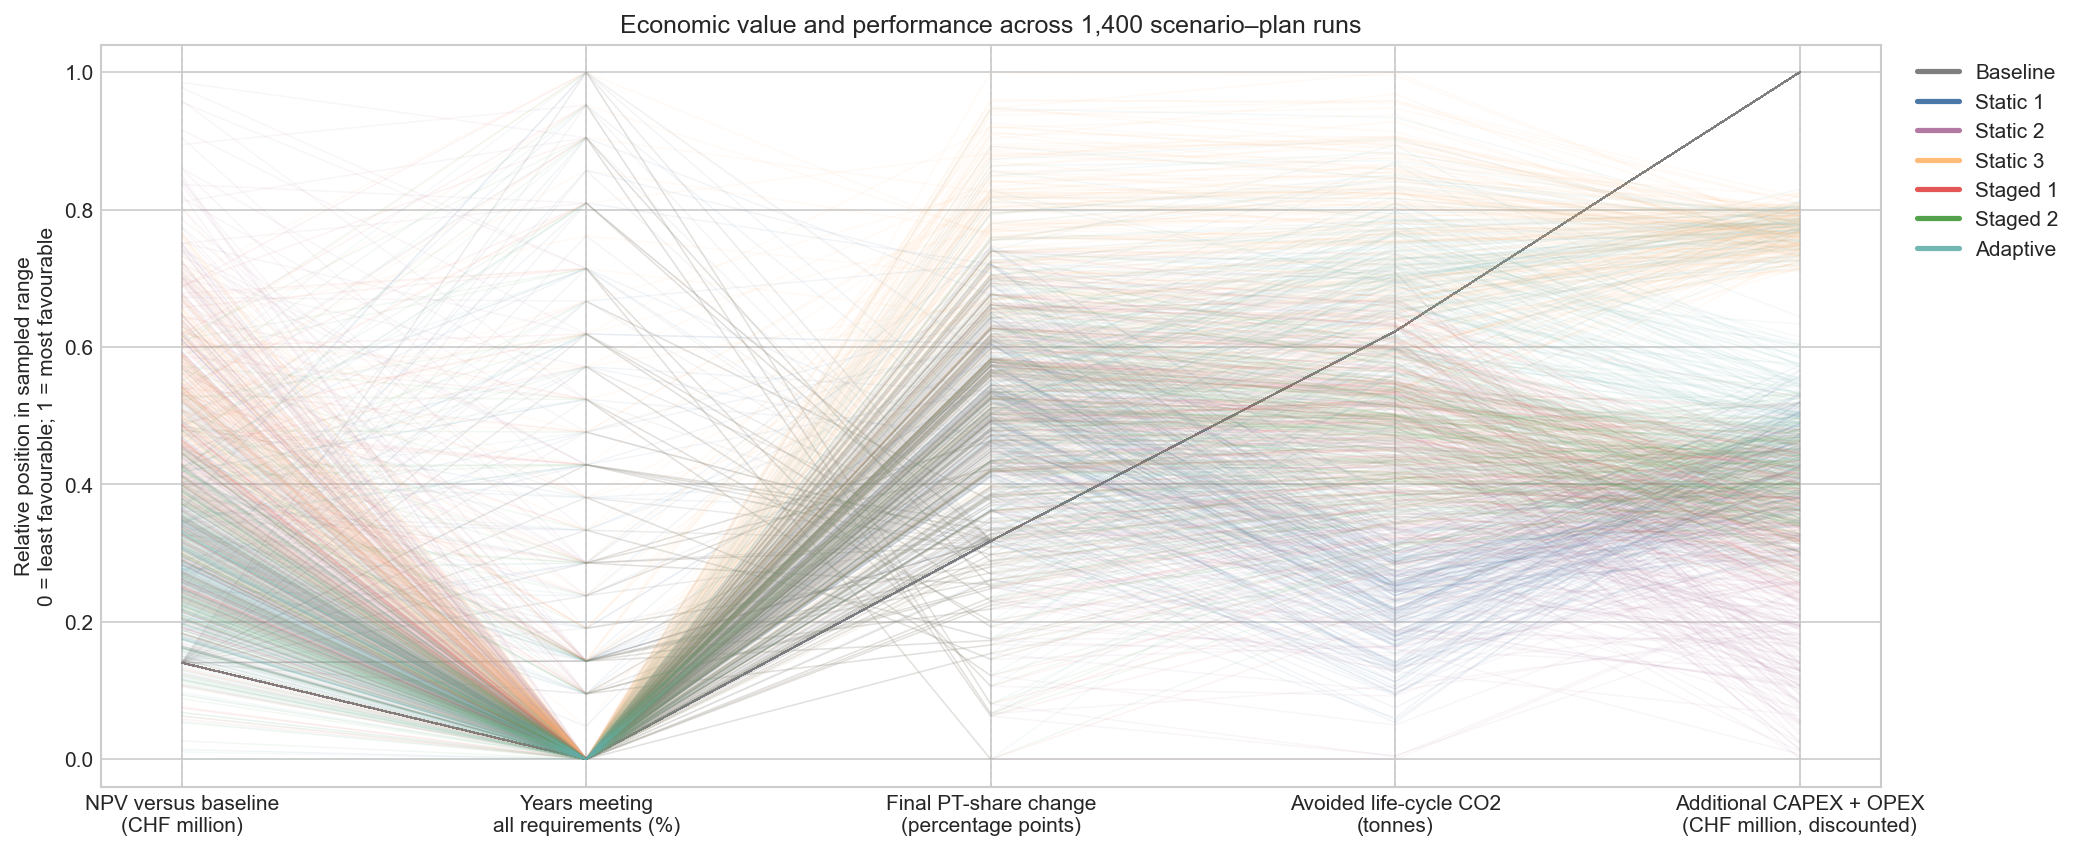 Economic value and performance across 1,400 scenario–plan runs
Relative position in sampled range
0 = least favourable; 1 = most favourable
1.0
0.8
0.6
0.4
0.2
0.0
NPV versus baseline
(CHF million)
Years meeting
all requirements (%)
Final PT-share change
(percentage points)
Avoided life-cycle CO2
(tonnes)
Additional CAPEX + OPEX
(CHF million, discounted)
Baseline
Static 1
Static 2
Static 3
Staged 1
Staged 2
Adaptive